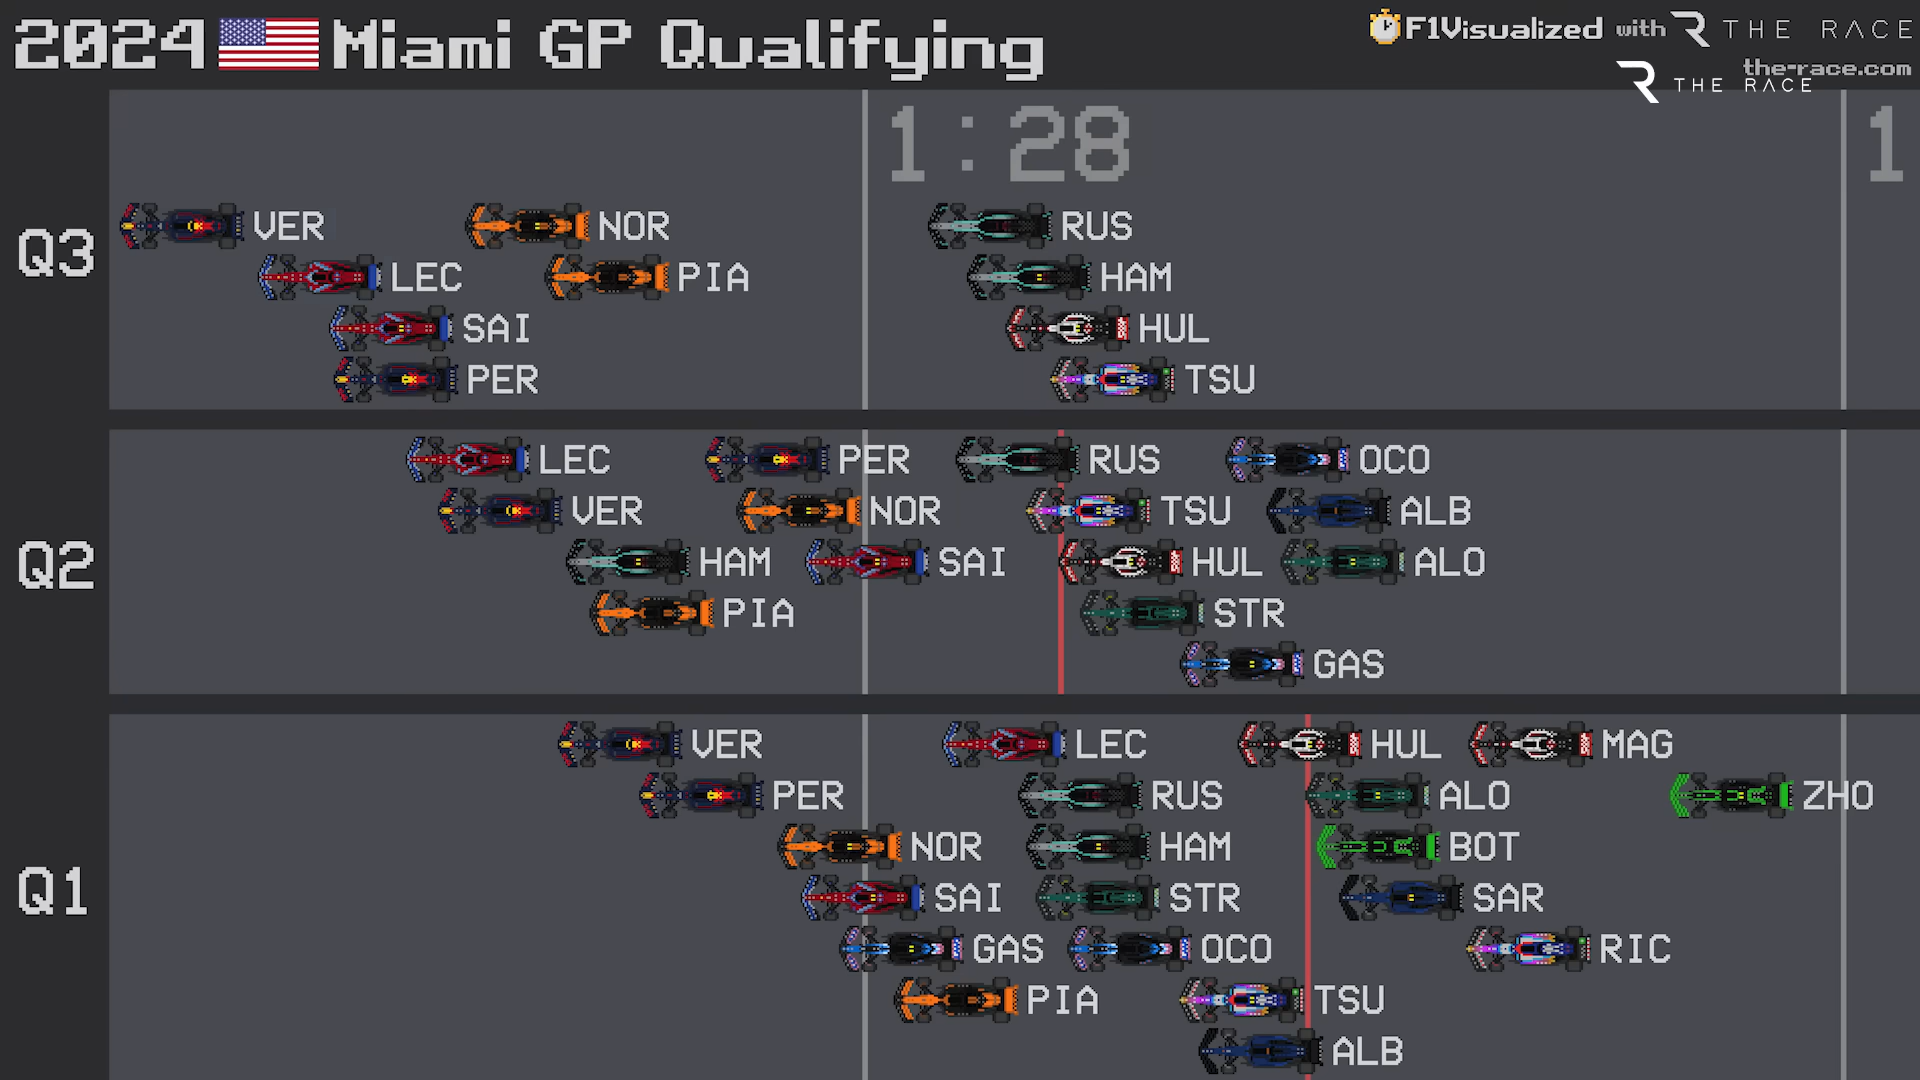 2024 Miami GP Qualifying
F1Visualized with THE RACE
the-race.com
THE RACE
1:28
1
Q3
VER NOR RUS
LEC PIA HAM
SAI HUL
PER TSU
Q2
LEC PER RUS OCO
VER NOR TSU ALB
HAM SAI HUL ALO
PIA STR
GAS
Q1
VER LEC HUL MAG
PER RUS ALO ZHO
NOR HAM BOT
SAI STR SAR
GAS OCO RIC
PIA TSU
ALB